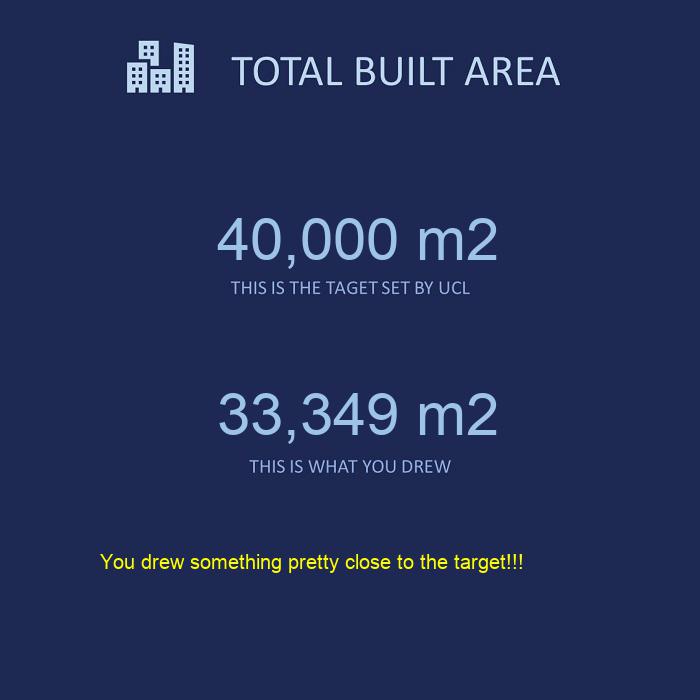 TOTAL BUILT AREA
40,000 m2
THIS IS THE TAGET SET BY UCL
33,349 m2
THIS IS WHAT YOU DREW
You drew something pretty close to the target!!!